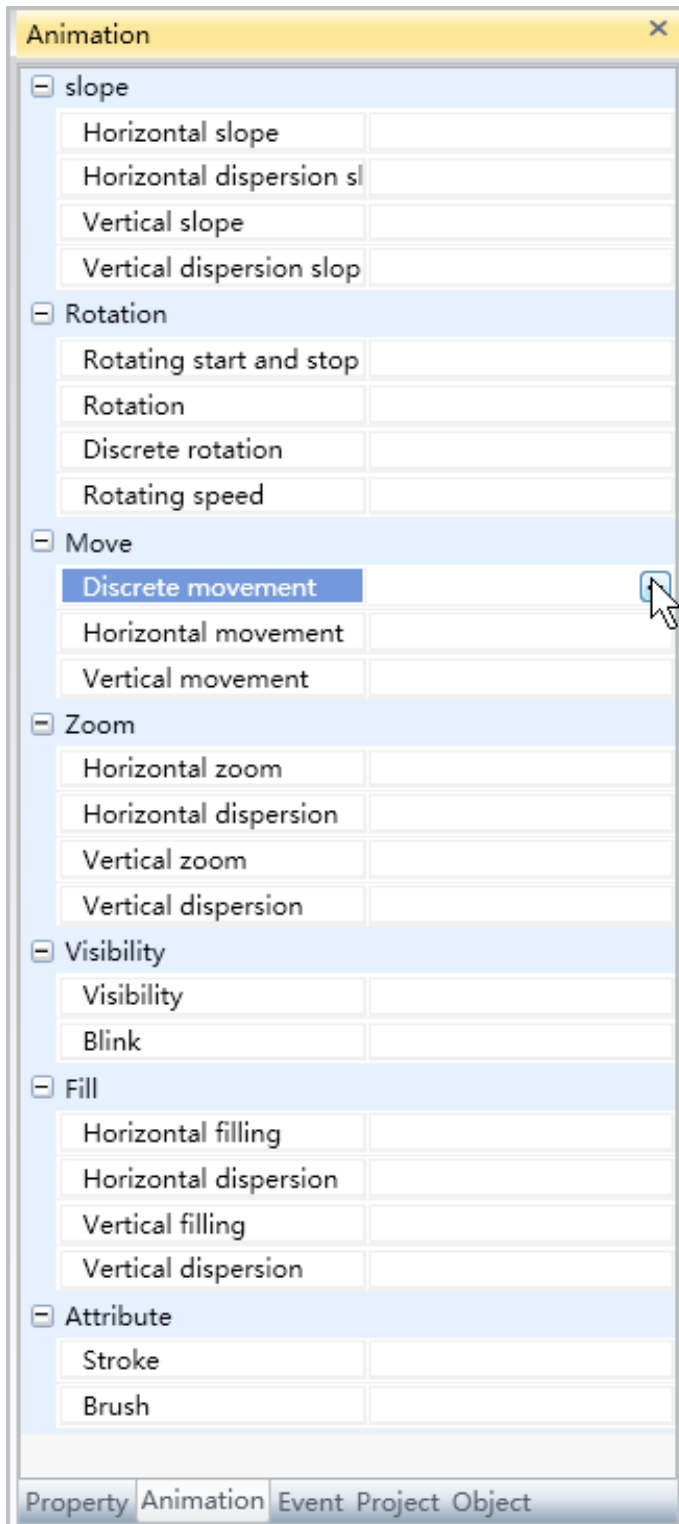 Animation
slope
Horizontal slope
Horizontal dispersion sl
Vertical slope
Vertical dispersion slop
Rotation
Rotating start and stop
Rotation
Discrete rotation
Rotating speed
Move
Discrete movement
Horizontal movement
Vertical movement
Zoom
Horizontal zoom
Horizontal dispersion
Vertical zoom
Vertical dispersion
Visibility
Visibility
Blink
Fill
Horizontal filling
Horizontal dispersion
Vertical filling
Vertical dispersion
Attribute
Stroke
Brush
Property Animation Event Project Object